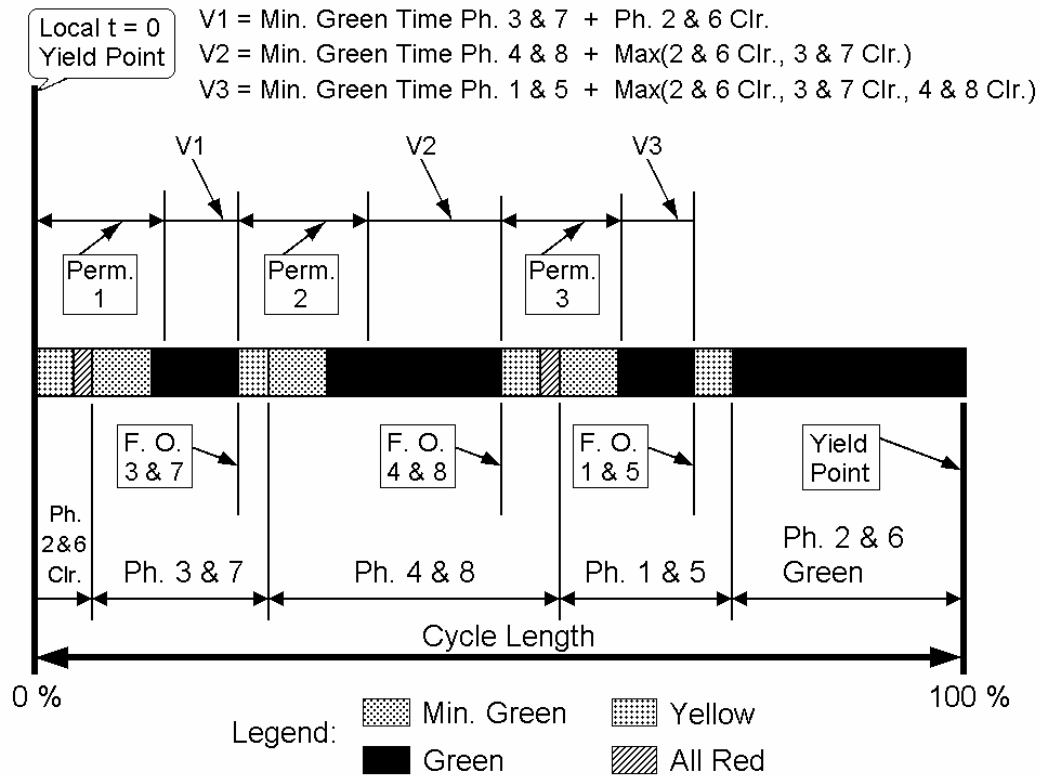 Local t = 0
Yield Point
V1 = Min. Green Time Ph. 3 & 7 + Ph. 2 & 6 Clr.
V2 = Min. Green Time Ph. 4 & 8 + Max(2 & 6 Clr., 3 & 7 Clr.)
V3 = Min. Green Time Ph. 1 & 5 + Max(2 & 6 Clr., 3 & 7 Clr., 4 & 8 Clr.)
V1
V2
V3
Perm.
1
Perm.
2
Perm.
3
F. O.
3 & 7
F. O.
4 & 8
F. O.
1 & 5
Yield
Point
Ph.
2&6
Clr.
Ph. 3 & 7
Ph. 4 & 8
Ph. 1 & 5
Ph. 2 & 6
Green
Cycle Length
0 %
100 %
Legend:
Min. Green
Yellow
Green
All Red